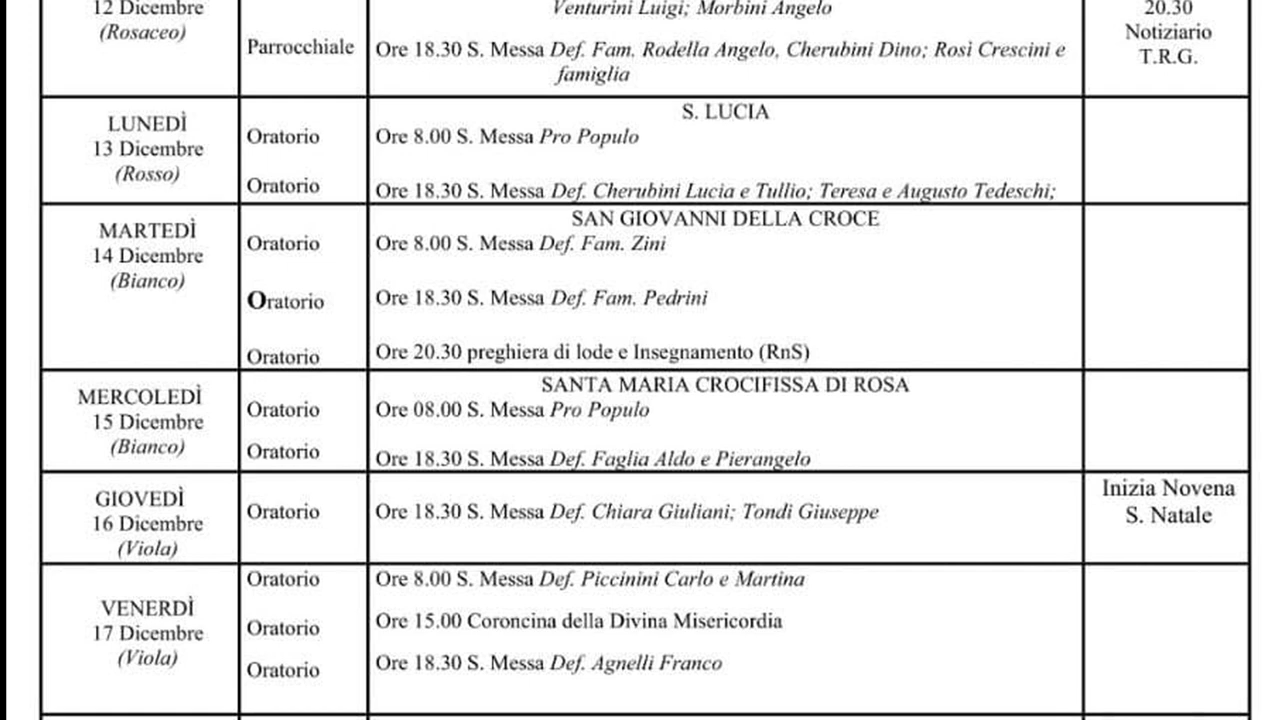 12 Dicembre
(Rosaceo)
Venturini Luigi; Morbini Angelo
Parrocchiale
Ore 18.30 S. Messa Def. Fam. Rodella Angelo, Cherubini Dino; Rosi Crescini e
famiglia
20.30
Notiziario
T.R.G.
LUNEDÌ
13 Dicembre
(Rosso)
S. LUCIA
Oratorio
Ore 8.00 S. Messa Pro Populo
Oratorio
Ore 18.30 S. Messa Def. Cherubini Lucia e Tullio; Teresa e Augusto Tedeschi;
MARTEDÌ
14 Dicembre
(Bianco)
SAN GIOVANNI DELLA CROCE
Oratorio
Ore 8.00 S. Messa Def. Fam. Zini
Oratorio
Ore 18.30 S. Messa Def. Fam. Pedrini
Oratorio
Ore 20.30 preghiera di lode e Insegnamento (RnS)
MERCOLEDÌ
15 Dicembre
(Bianco)
SANTA MARIA CROCIFISSA DI ROSA
Oratorio
Ore 08.00 S. Messa Pro Populo
Oratorio
Ore 18.30 S. Messa Def. Faglia Aldo e Pierangelo
GIOVEDÌ
16 Dicembre
(Viola)
Oratorio
Ore 18.30 S. Messa Def. Chiara Giuliani; Tondi Giuseppe
Inizia Novena
S. Natale
VENERDÌ
17 Dicembre
(Viola)
Oratorio
Ore 8.00 S. Messa Def. Piccinini Carlo e Martina
Oratorio
Ore 15.00 Coroncina della Divina Misericordia
Oratorio
Ore 18.30 S. Messa Def. Agnelli Franco